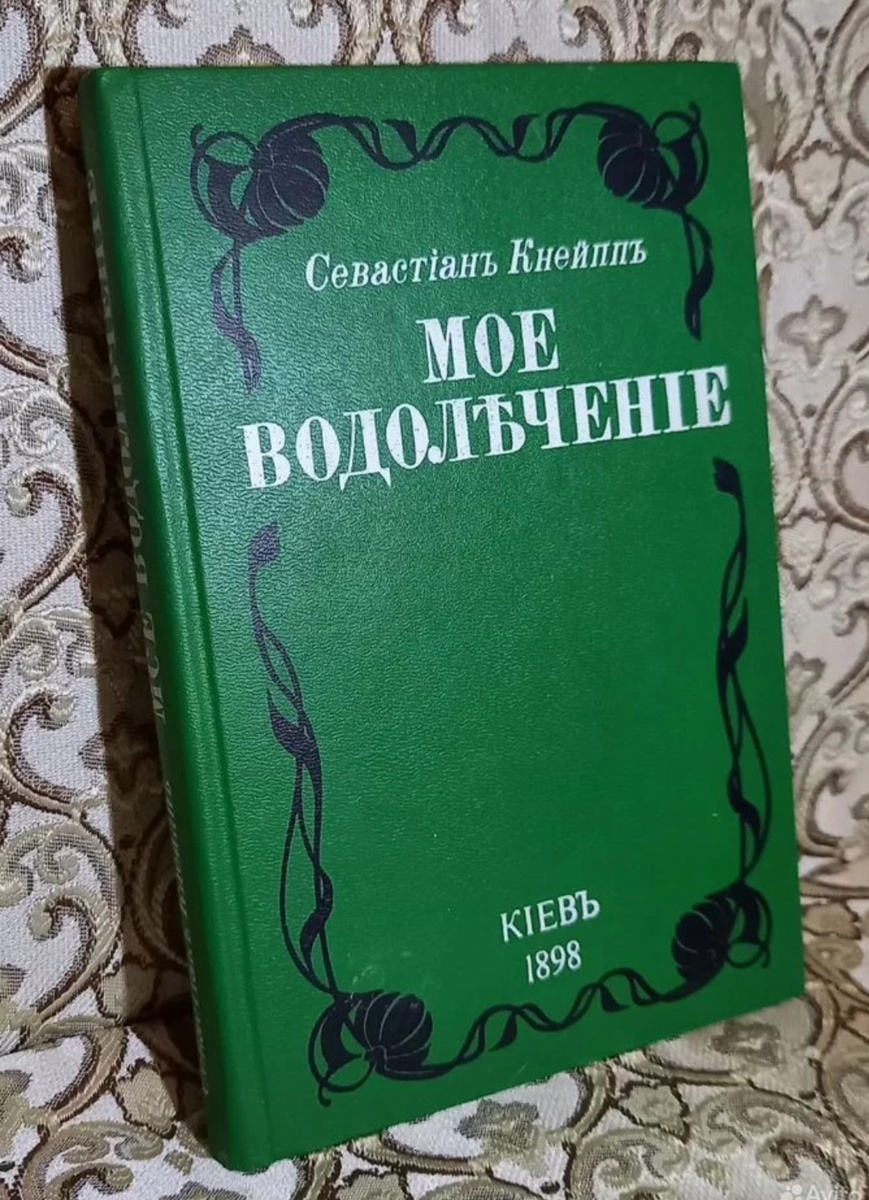 Севастіанъ Кнейппъ
МОЕ
ВОДОЛѢЧЕНІЕ
КІЕВЪ
1898